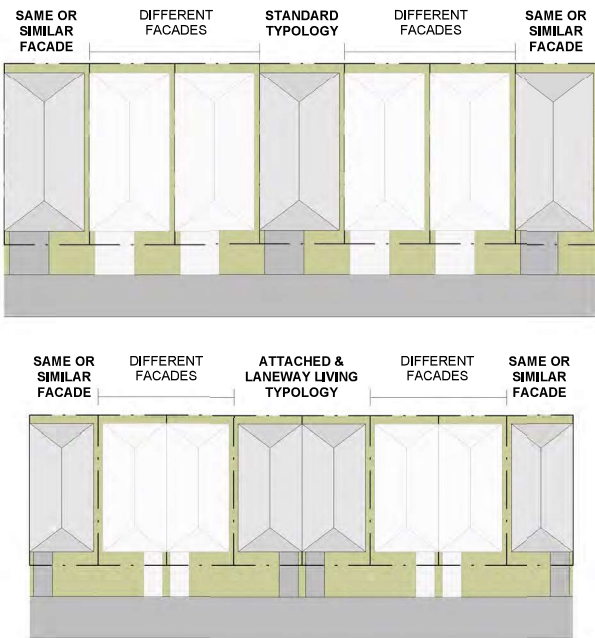 SAME OR
SIMILAR
FACADE
DIFFERENT
FACADES
STANDARD
TYPOLOGY
DIFFERENT
FACADES
SAME OR
SIMILAR
FACADE
SAME OR
SIMILAR
FACADE
DIFFERENT
FACADES
ATTACHED &
LANEWAY LIVING
TYPOLOGY
DIFFERENT
FACADES
SAME OR
SIMILAR
FACADE